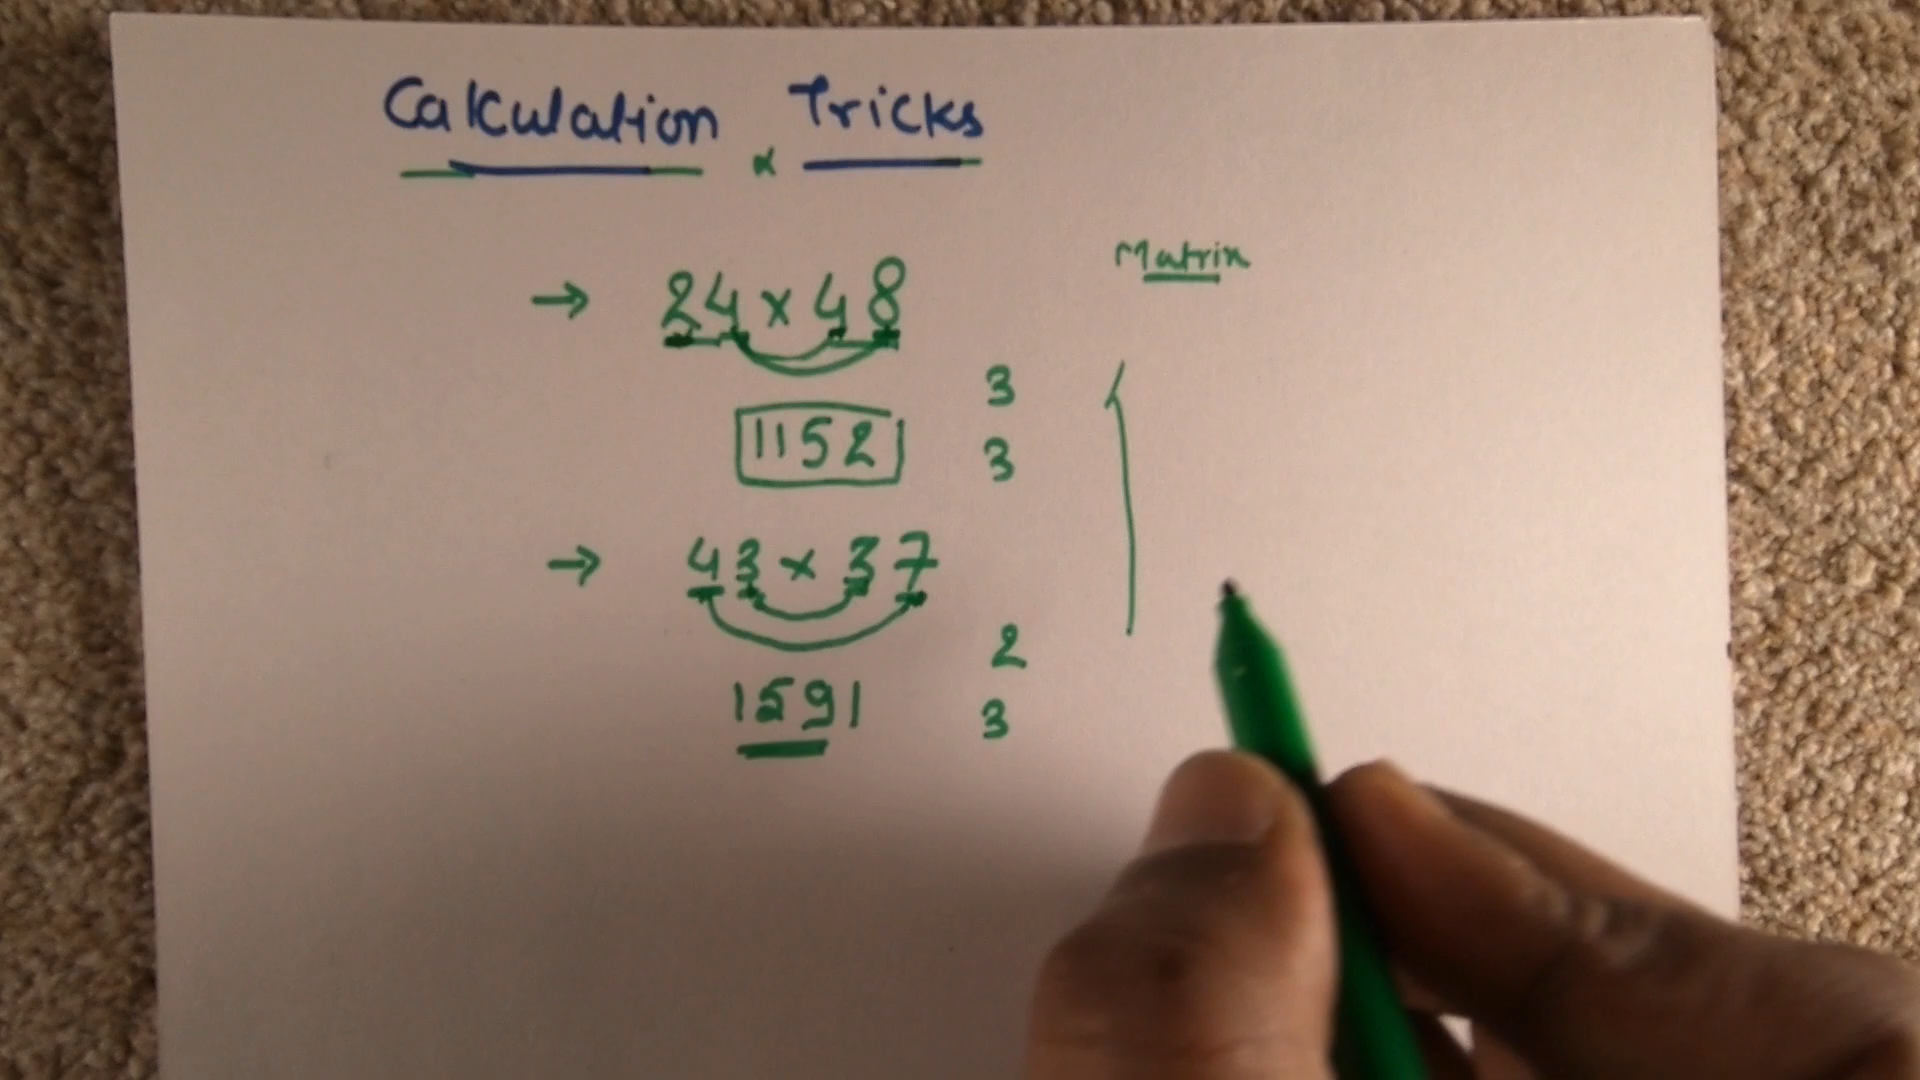 Calculation Tricks
Matrix
→ 24 x 48
3
1152 3
→ 43 x 37
2
1591 3